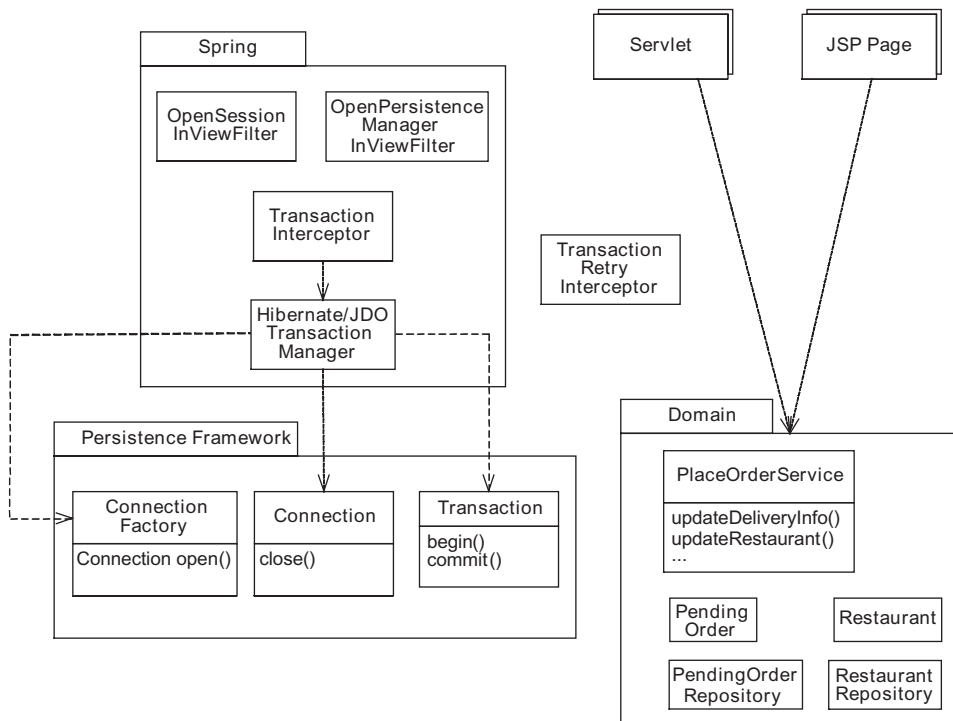 Spring
Servlet
JSP Page
OpenSession
InViewFilter
OpenPersistence
Manager
InViewFilter
Transaction
Interceptor
Transaction
Retry
Interceptor
Hibernate/JDO
Transaction
Manager
Persistence Framework
Connection
Factory
Connection open()
Connection
close()
Transaction
begin()
commit()
Domain
PlaceOrderService
updateDeliveryInfo()
updateRestaurant()
...
Pending
Order
Restaurant
PendingOrder
Repository
Restaurant
Repository